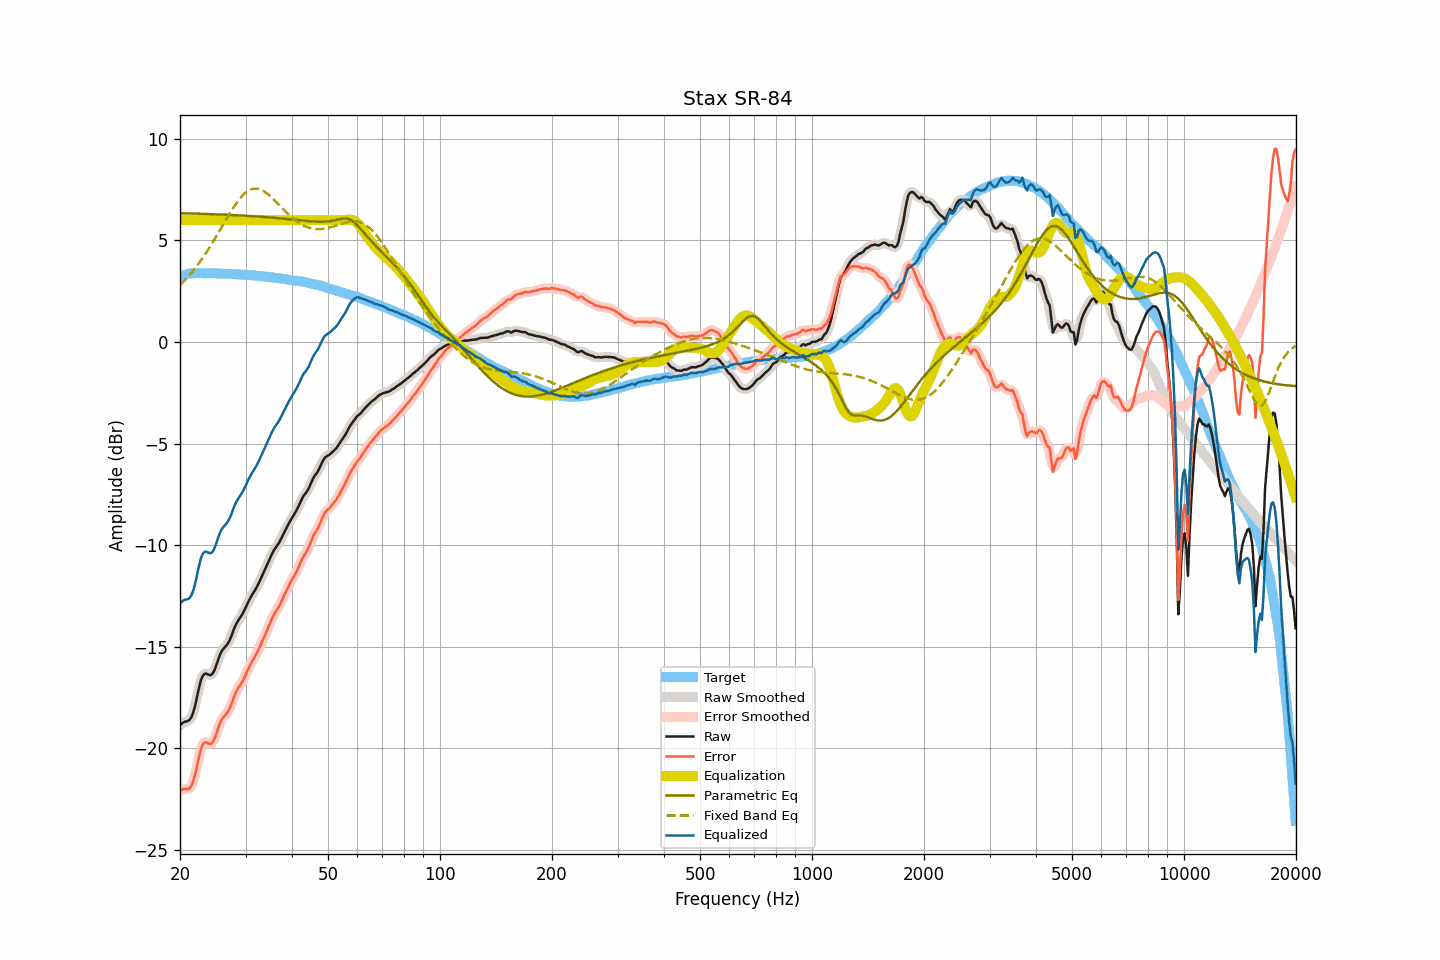 Stax SR-84
Amplitude (dBr)
10
5
0
−5
−10
−15
−20
−25
Target
Raw Smoothed
Error Smoothed
Raw
Error
Equalization
Parametric Eq
Fixed Band Eq
Equalized
20 50 100 200 500 1000 2000 5000 10000 20000
Frequency (Hz)